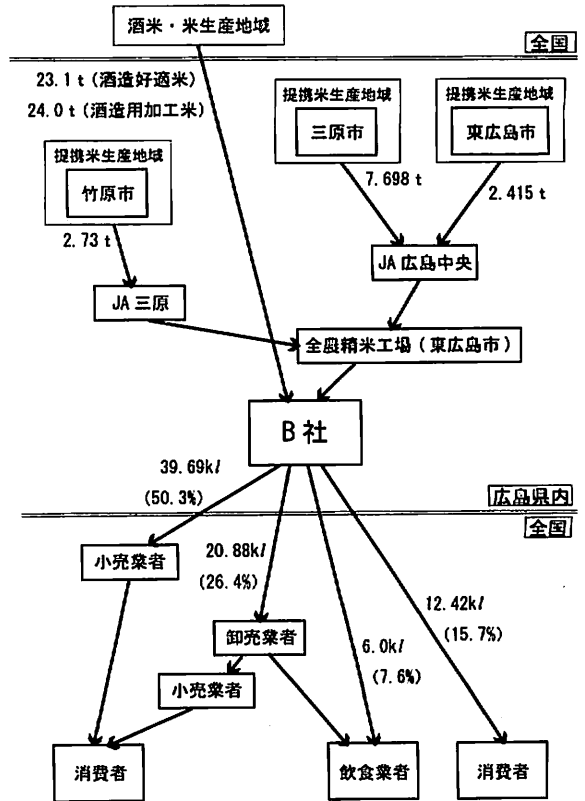 酒米・米生産地域
全国
23.1 t (酒造好適米)
24.0 t (酒造用加工米)
提携米生産地域
三原市
提携米生産地域
東広島市
提携米生産地域
竹原市
7.698 t
2.415 t
2.73 t
JA 広島中央
JA 三原
全農精米工場 (東広島市)
B 社
39.69kl
(50.3%)
広島県内
全国
20.88kl
(26.4%)
小売業者
12.42kl
(15.7%)
卸売業者
6.0kl
(7.6%)
小売業者
消費者
飲食業者
消費者